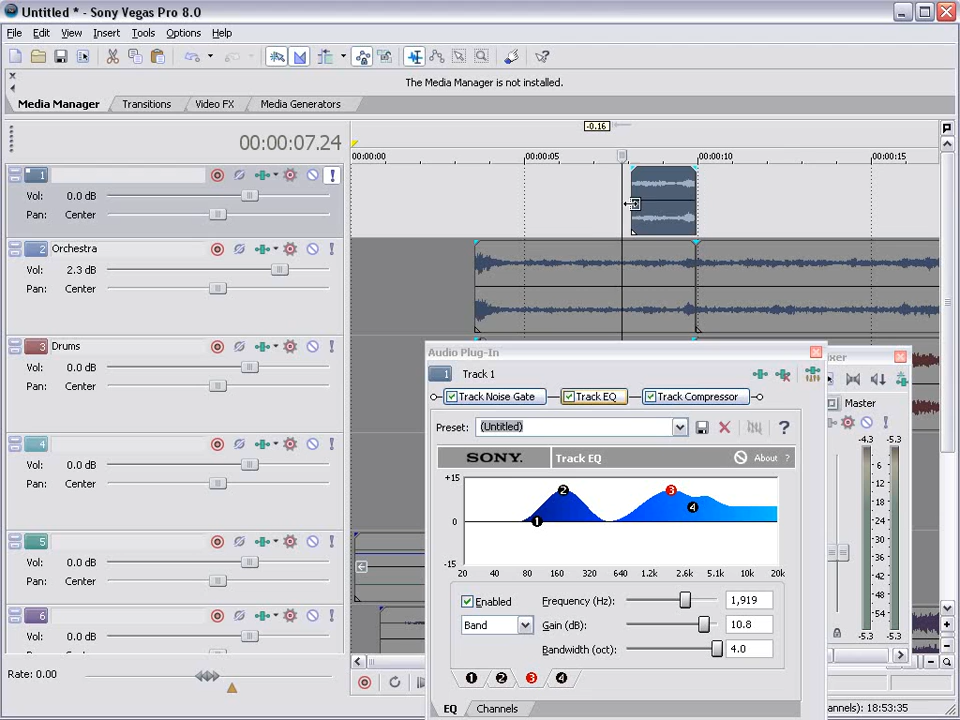 Untitled * - Sony Vegas Pro 8.0
File Edit View Insert Tools Options Help
The Media Manager is not installed.
Media Manager Transitions Video FX Media Generators
-0.16
00:00:07.24
00:00:00 00:00:05 00:00:10 00:00:15
1
Vol: 0.0 dB
Pan: Center
2 Orchestra
Vol: 2.3 dB
Pan: Center
3 Drums
Vol: 0.0 dB
Pan: Center
4
Vol: 0.0 dB
Pan: Center
5
Vol: 0.0 dB
Pan: Center
6
Vol: 0.0 dB
Rate: 0.00
Audio Plug-In
1 Track 1
Track Noise Gate Track EQ Track Compressor
Preset: (Untitled)
SONY. Track EQ About ?
+15
0
-15
1 2 3 4
20 40 80 160 320 640 1.2k 2.6k 5.1k 10k 20k
Enabled Frequency (Hz): 1,919
Band Gain (dB): 10.8
Bandwidth (oct): 4.0
1 2 3 4
EQ Channels
ixer
Master
-4.3 -5.3
6
12
18
24
30
36
42
48
54
-5.3 -5.3
hannels): 18:53:35